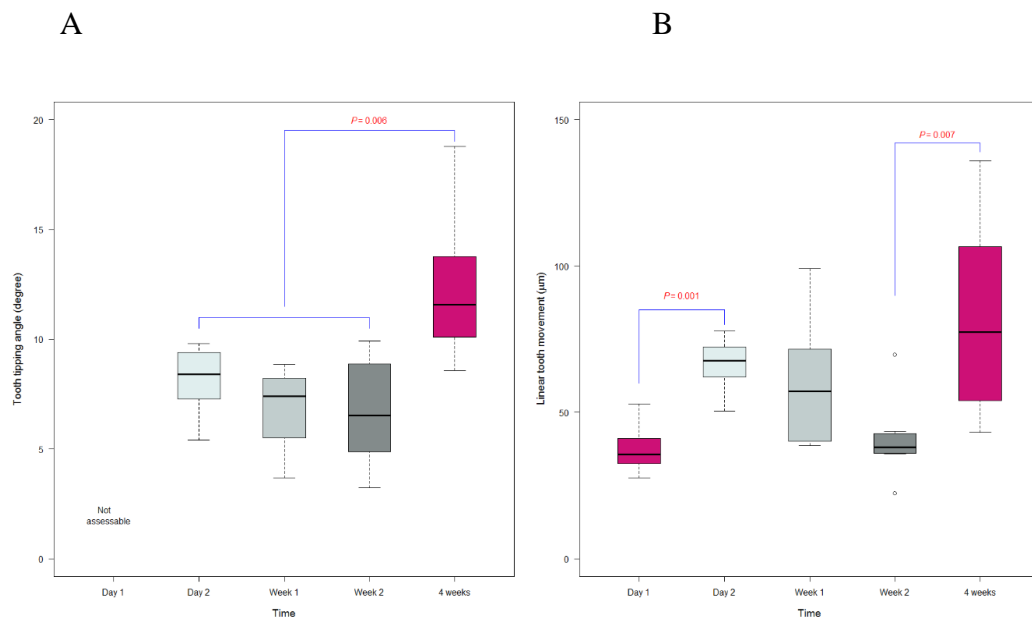 A
B
Tooth tipping angle (degree)
20
15
10
5
0
P= 0.006
Not
assessable
Day 1
Day 2
Week 1
Week 2
4 weeks
Time
Linear tooth movement (µm)
150
100
50
0
P= 0.001
P= 0.007
Day 1
Day 2
Week 1
Week 2
4 weeks
Time